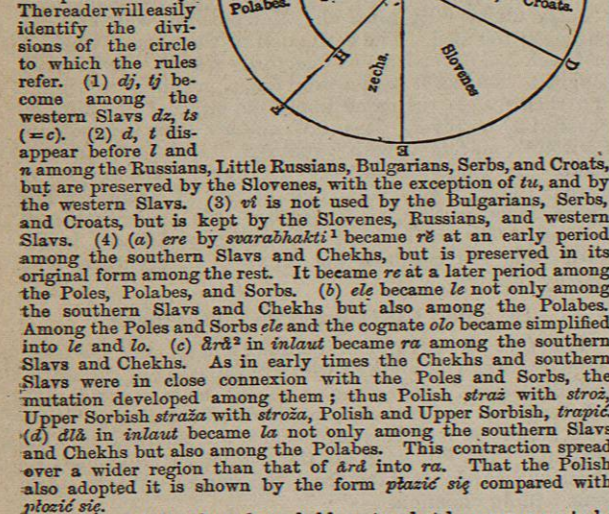 The reader will easily
identify the divi-
sions of the circle
to which the rules
refer. (1) dj, tj be-
come among the
western Slavs dz, ts
(=c). (2) d, t dis-
appear before l and
n among the Russians, Little Russians, Bulgarians, Serbs, and Croats,
but are preserved by the Slovenes, with the exception of tu, and by
the western Slavs. (3) is not used by the Bulgarians, Serbs,
and Croats, but is kept by the Slovenes, Russians, and western
Slavs. (4) (a) ere by svarabhakti¹ became rě at an early period
among the southern Slavs and Chekhs, but is preserved in its
original form among the rest. It became re at a later period among
the Poles, Polabes, and Sorbs. (b) ele became le not only among
the southern Slavs and Chekhs but also among the Polabes.
Among the Poles and Sorbs ele and the cognate olo became simplified
into le and lo. (c) årå² in inlaut became ra among the southern
Slavs and Chekhs. As in early times the Chekhs and southern
Slavs were in close connexion with the Poles and Sorbs, the
mutation developed among them; thus Polish straż with stroż,
Upper Sorbish straža with stroža, Polish and Upper Sorbish, trapić.
(d) ålå in inlaut became la not only among the southern Slavs
and Chekhs but also among the Polabes. This contraction spread
over a wider region than that of årå into ra. That the Polish
also adopted it is shown by the form płazić się compared with
płozić się.
Polabes.
Croats.
H
zechs.
Slovenes
D
F
E